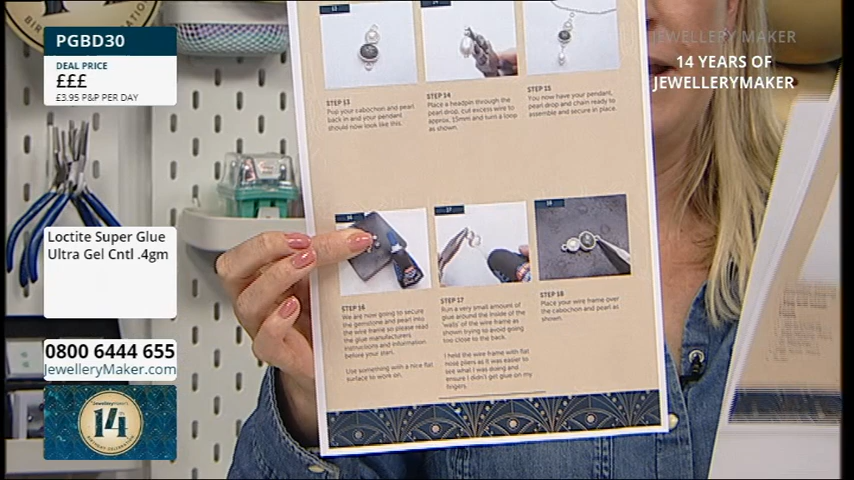 PGBD30
DEAL PRICE
£££
£3.95 P&P PER DAY
Loctite Super Glue
Ultra Gel Cntl .4gm
0800 6444 655
JewelleryMaker.com
14
JEWELLERY MAKER
14 YEARS OF
JEWELLERYMAKER
STEP 13
Pop your cabochon and pearl
back in and your pendant
should now look like this.
STEP 14
Place a headpin through the
pearl drop, cut excess wire to
approx. 15mm and turn a loop
as shown.
STEP 15
You now have your pendant,
pearl drop and chain ready to
assemble and secure in place.
STEP 16
We are now going to secure
the gemstone and pearl into
the wire frame so please read
the glue manufacturers
instructions and information
before your start.
Use something with a nice flat
surface to work on.
STEP 17
Run a very small amount of
glue around the inside of the
'walls' of the wire frame as
shown trying to avoid going
too close to the back.
I held the wire frame with flat
nose pliers as it was easier to
see what I was doing and
ensure I didn't get glue on my
fingers.
STEP 18
Place your wire frame over
the cabochon and pearl as
shown.